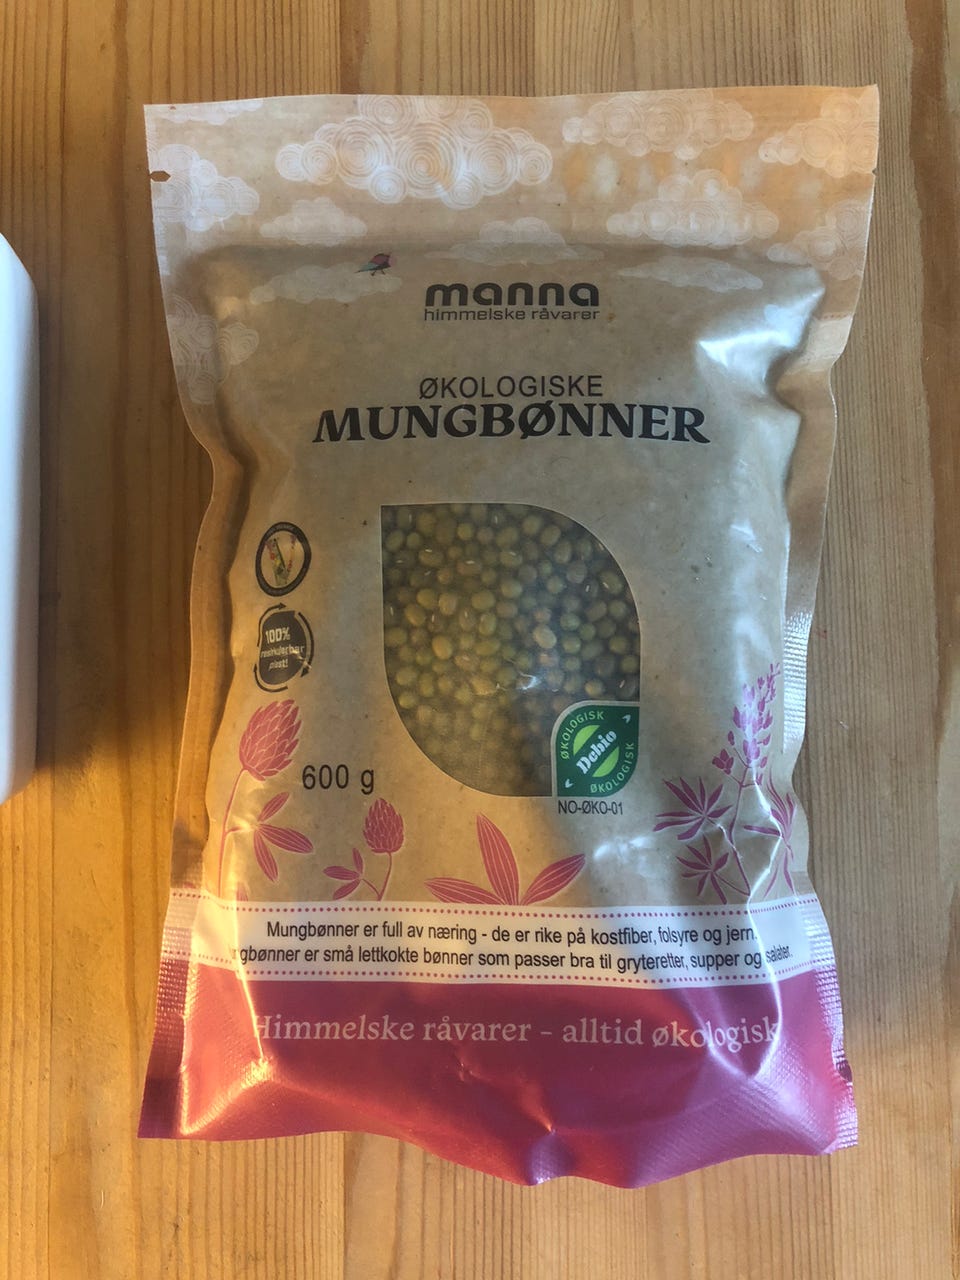 manna
himmelske råvarer
ØKOLOGISKE
MUNGBØNNER
100%
resirkulerbar
plast!
600 g
ØKOLOGISK
Debio
ØKOLOGISK
NO-ØKO-01
Mungbønner er full av næring - de er rike på kostfiber, folsyre og jern.
gbønner er små lettkokte bønner som passer bra til gryteretter, supper og salater.
Himmelske råvarer - alltid økologisk